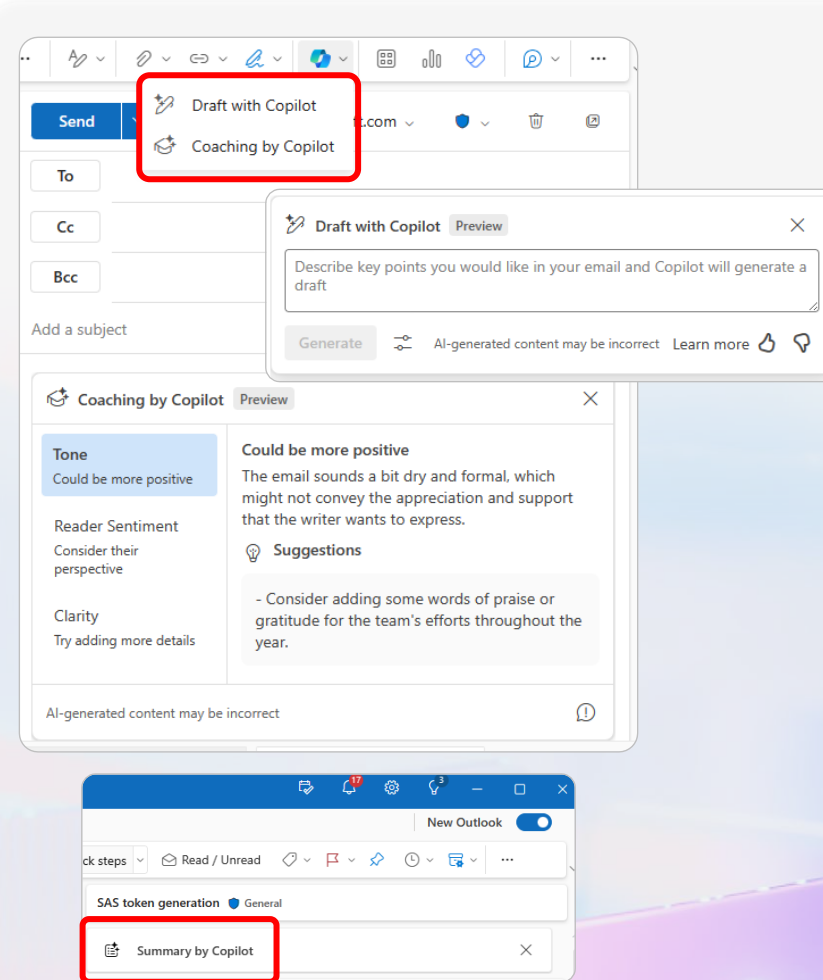 Draft with Copilot
Coaching by Copilot
Send
t.com
To
Cc
Bcc
Add a subject
Draft with Copilot Preview
Describe key points you would like in your email and Copilot will generate a
draft
Generate AI-generated content may be incorrect Learn more
Coaching by Copilot Preview
Tone
Could be more positive
Reader Sentiment
Consider their
perspective
Clarity
Try adding more details
Could be more positive
The email sounds a bit dry and formal, which
might not convey the appreciation and support
that the writer wants to express.
Suggestions
- Consider adding some words of praise or
gratitude for the team's efforts throughout the
year.
AI-generated content may be incorrect
17 3
New Outlook
ck steps Read / Unread
SAS token generation General
Summary by Copilot